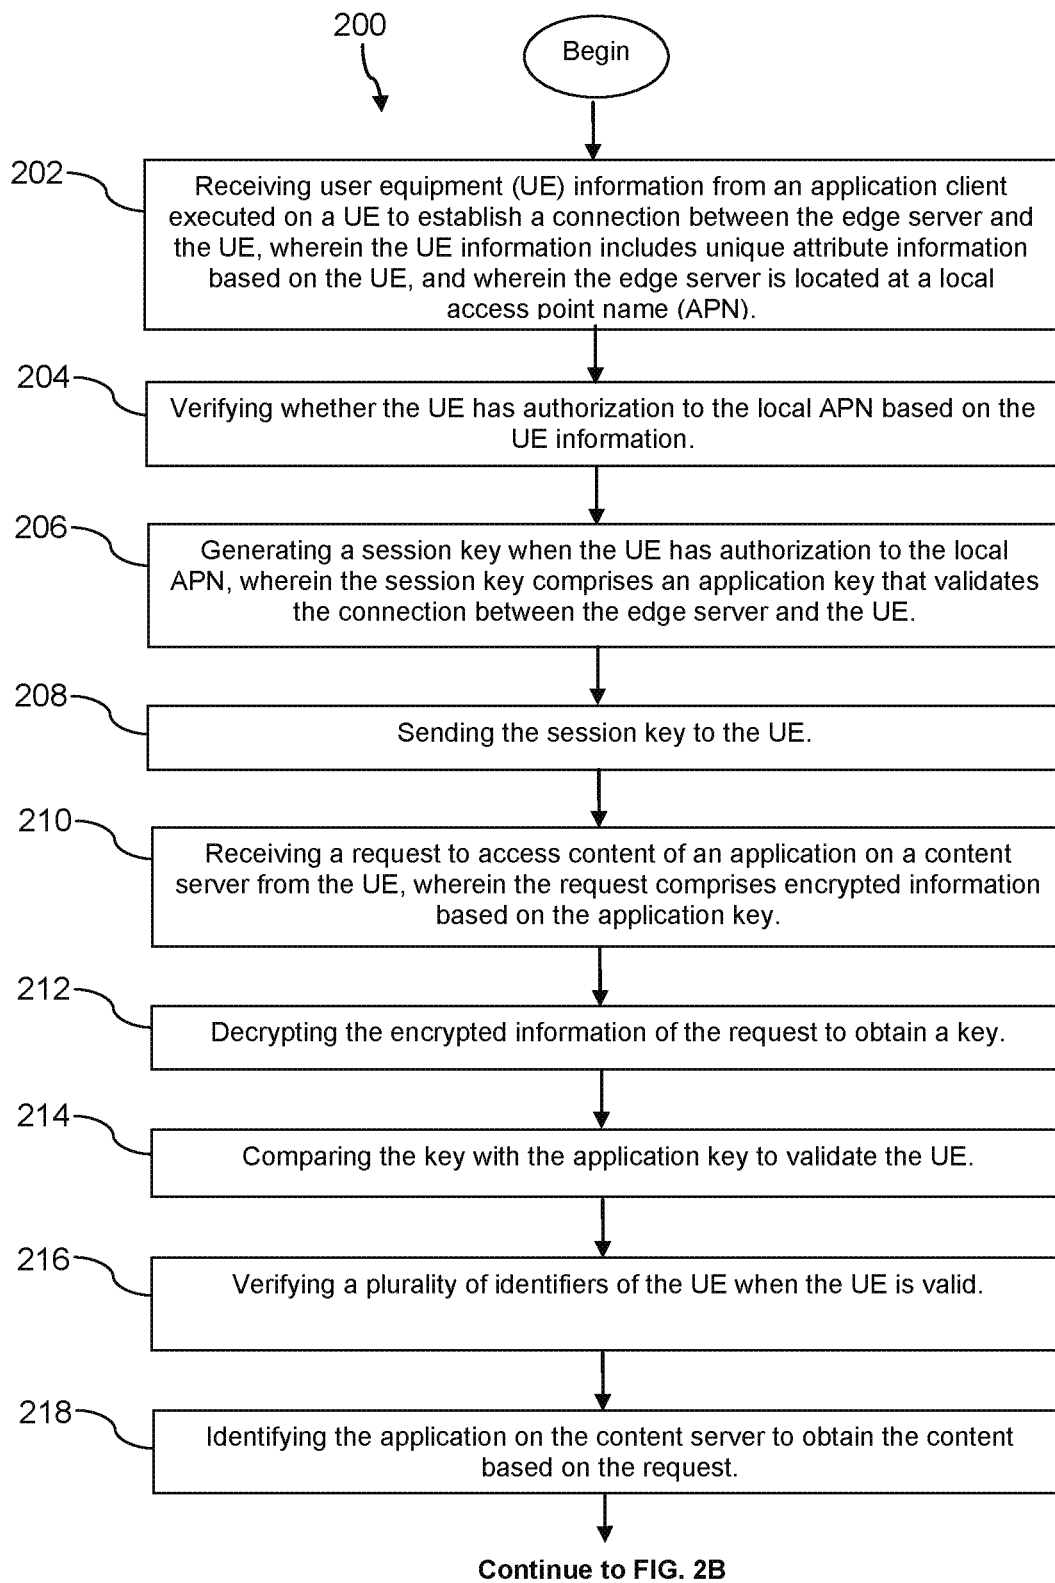 200
Begin
202
Receiving user equipment (UE) information from an application client
executed on a UE to establish a connection between the edge server and
the UE, wherein the UE information includes unique attribute information
based on the UE, and wherein the edge server is located at a local
access point name (APN).
204
Verifying whether the UE has authorization to the local APN based on the
UE information.
206
Generating a session key when the UE has authorization to the local
APN, wherein the session key comprises an application key that validates
the connection between the edge server and the UE.
208
Sending the session key to the UE.
210
Receiving a request to access content of an application on a content
server from the UE, wherein the request comprises encrypted information
based on the application key.
212
Decrypting the encrypted information of the request to obtain a key.
214
Comparing the key with the application key to validate the UE.
216
Verifying a plurality of identifiers of the UE when the UE is valid.
218
Identifying the application on the content server to obtain the content
based on the request.
Continue to FIG. 2B